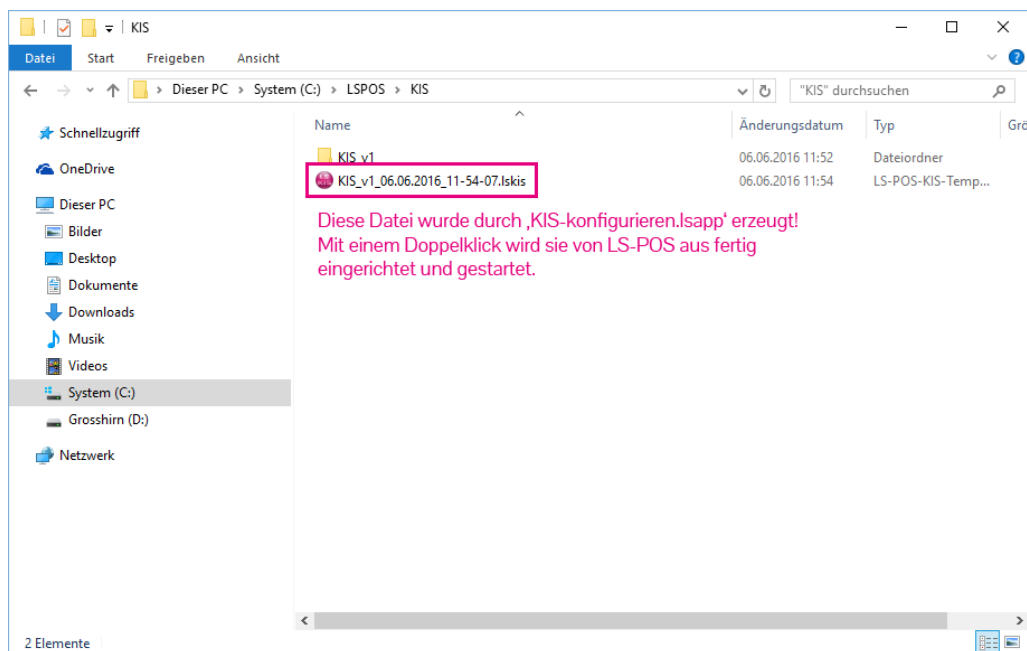 KIS
Datei Start Freigeben Ansicht
Dieser PC > System (C:) > LSPOS > KIS
"KIS" durchsuchen
Name Änderungsdatum Typ Grö
Schnellzugriff
OneDrive
Dieser PC
Bilder
Desktop
Dokumente
Downloads
Musik
Videos
System (C:)
Grosshirn (D:)
Netzwerk
KIS_v1 06.06.2016 11:52 Dateiordner
KIS_v1_06.06.2016_11-54-07.lskis 06.06.2016 11:54 LS-POS-KIS-Temp...
Diese Datei wurde durch ‚KIS-konfigurieren.lsapp‘ erzeugt!
Mit einem Doppelklick wird sie von LS-POS aus fertig
eingerichtet und gestartet.
2 Elemente